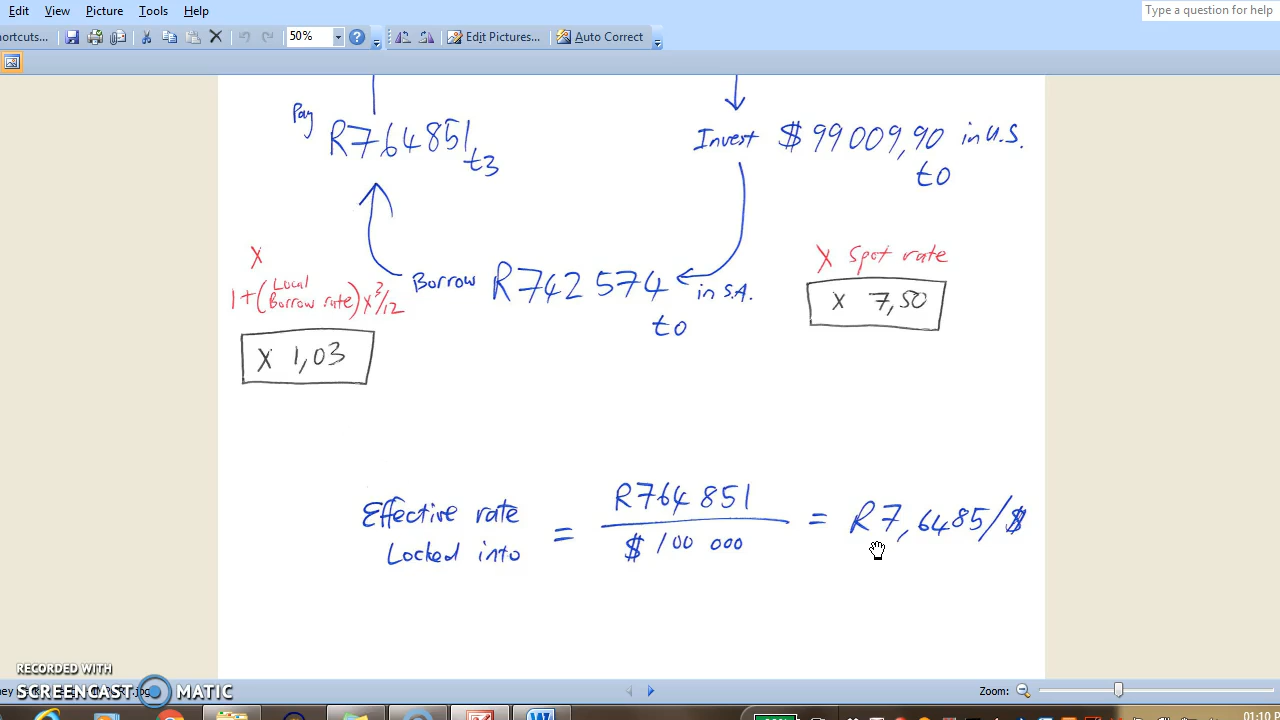 Edit View Picture Tools Help
Type a question for help
ortcuts...
50%
Edit Pictures...
Auto Correct
Pay
R764851
t3
Invest $99009,90 in U.S.
t0
X
1+(Local Borrow rate)x3/12
X 1,03
Borrow R742 574 in S.A.
t0
X Spot rate
X 7,50
Effective rate
Locked into
=
R764 851
$ 100 000
= R7,6485/$
RECORDED WITH
SCREENCAST MATIC
Zoom: